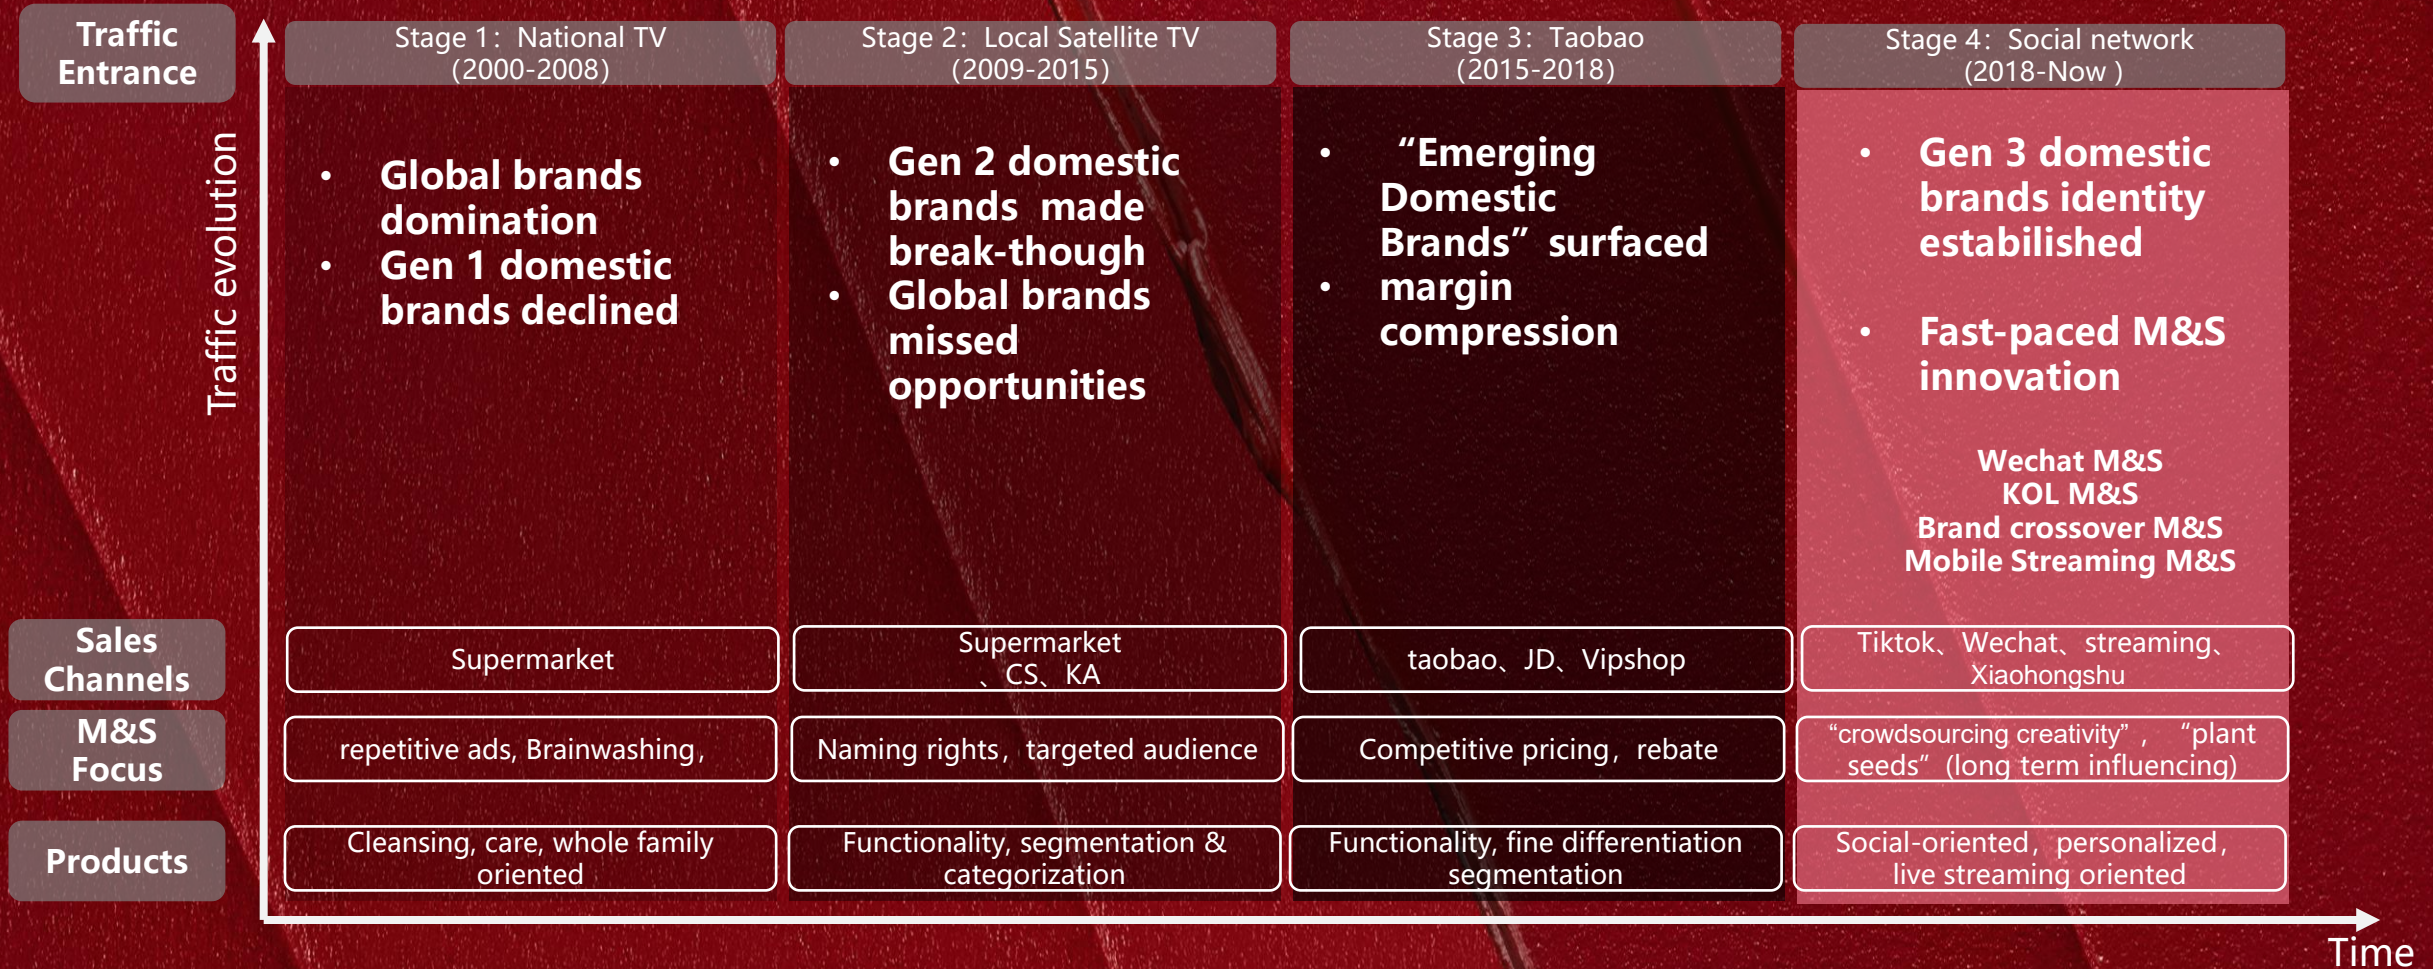 Traffic
Entrance
Stage 1：National TV
(2000-2008)
Stage 2：Local Satellite TV
(2009-2015)
Stage 3：Taobao
(2015-2018)
Stage 4：Social network
(2018-Now )
Traffic evolution
• Global brands
domination
• Gen 1 domestic
brands declined
• Gen 2 domestic
brands made
break-though
• Global brands
missed
opportunities
• “Emerging
Domestic
Brands” surfaced
• margin
compression
• Gen 3 domestic
brands identity
estabilished
• Fast-paced M&S
innovation
Wechat M&S
KOL M&S
Brand crossover M&S
Mobile Streaming M&S
Sales
Channels
Supermarket
Supermarket
、CS、KA
taobao、JD、Vipshop
Tiktok、Wechat、streaming、
Xiaohongshu
M&S
Focus
repetitive ads, Brainwashing，
Naming rights，targeted audience
Competitive pricing，rebate
“crowdsourcing creativity” ， “plant
seeds” (long term influencing)
Products
Cleansing, care, whole family
oriented
Functionality, segmentation &
categorization
Functionality, fine differentiation
segmentation
Social-oriented，personalized，
live streaming oriented
Time